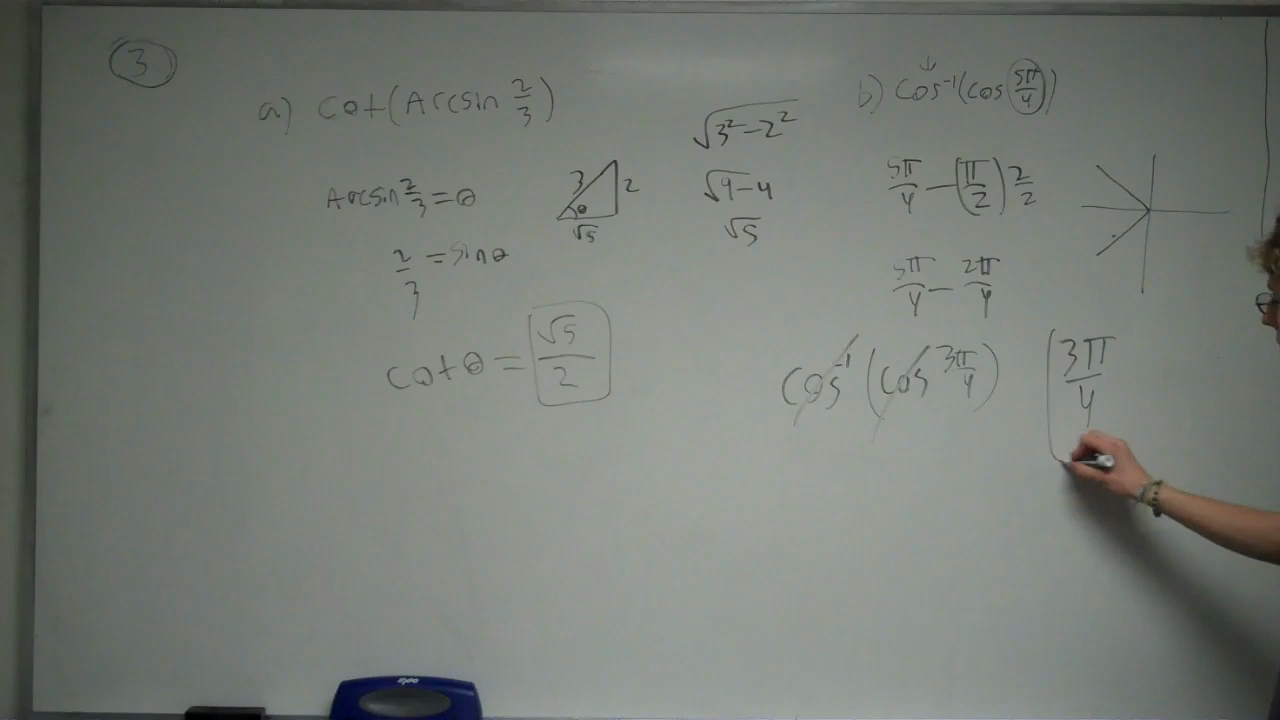 3
a) cot(Arcsin 2/3)
Arcsin 2/3 = θ
2/3 = sin θ
cot θ = √5/2
3
2
θ
√5
√3²-2²
√9-4
√5
↓
b) Cos⁻¹(cos(5π/4))
5π/4 - (π/2) 2/2
5π/4 - 2π/4
cos⁻¹(cos 3π/4)
3π/4
expo